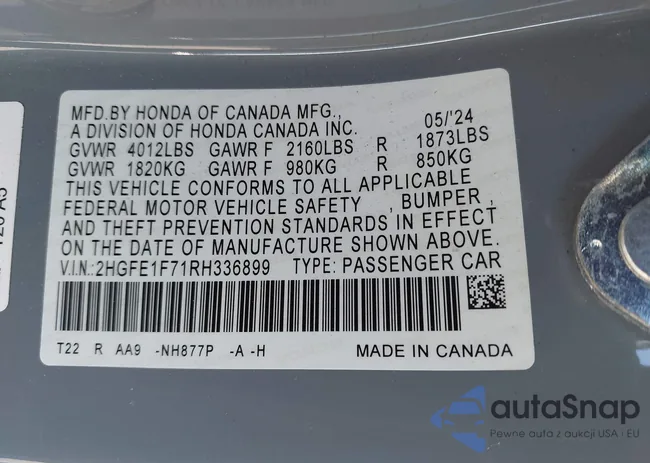 MFD.BY HONDA OF CANADA MFG.,
A DIVISION OF HONDA CANADA INC. 05/'24
GVWR 4012LBS GAWR F 2160LBS R 1873LBS
GVWR 1820KG GAWR F 980KG R 850KG
THIS VEHICLE CONFORMS TO ALL APPLICABLE
FEDERAL MOTOR VEHICLE SAFETY , BUMPER ,
AND THEFT PREVENTION STANDARDS IN EFFECT
ON THE DATE OF MANUFACTURE SHOWN ABOVE.
V.I.N.:2HGFE1F71RH336899 TYPE: PASSENGER CAR
T22 R AA9 -NH877P -A -H MADE IN CANADA
autoSnap
Pewne auta z aukcji USA i EU